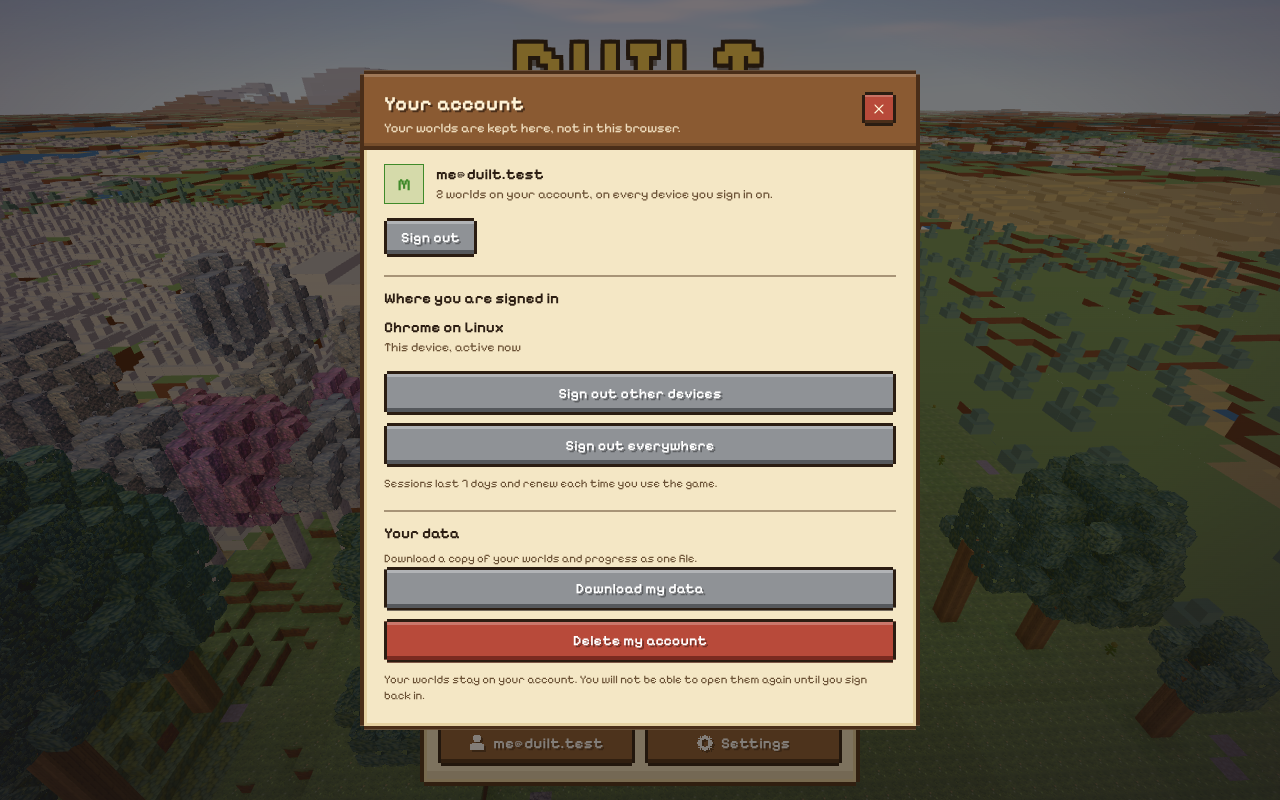 Your account
Your worlds are kept here, not in this browser.
M
me@duilt.test
2 worlds on your account, on every device you sign in on.
Sign out
Where you are signed in
Chrome on Linux
This device, active now
Sign out other devices
Sign out everywhere
Sessions last 7 days and renew each time you use the game.
Your data
Download a copy of your worlds and progress as one file.
Download my data
Delete my account
Your worlds stay on your account. You will not be able to open them again until you sign
back in.
me@duilt.test
Settings